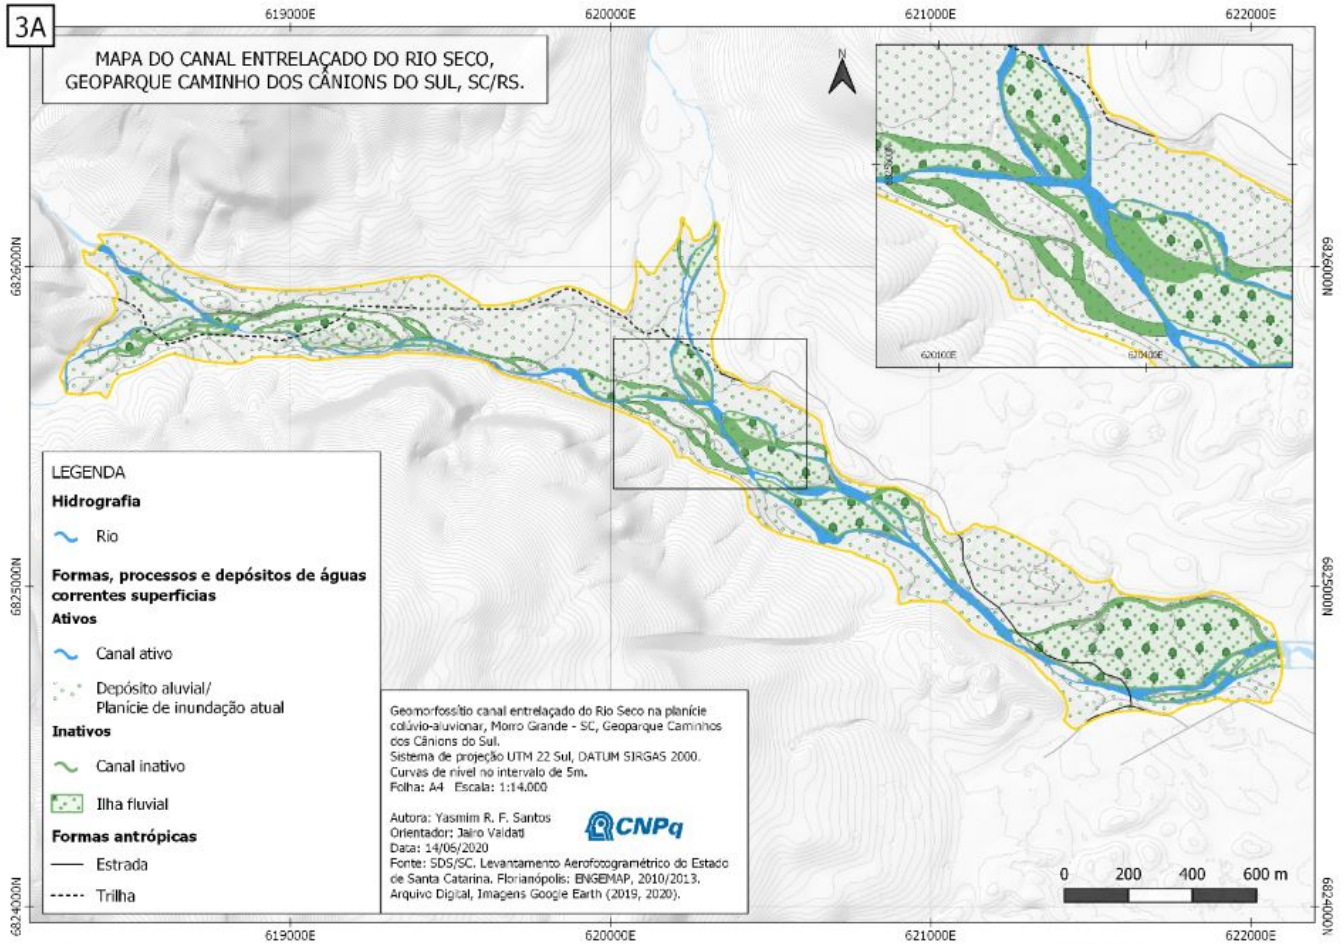 3A
619000E
620000E
621000E
622000E
MAPA DO CANAL ENTRELAÇADO DO RIO SECO,
GEOPARQUE CAMINHO DOS CÂNIONS DO SUL, SC/RS.
N
6826000N
6826000N
620100E
620400E
LEGENDA
Hidrografia
Rio
Formas, processos e depósitos de águas
correntes superficias
Ativos
Canal ativo
Depósito aluvial/
Planície de inundação atual
Inativos
Canal inativo
Ilha fluvial
Formas antrópicas
Estrada
Trilha
6825000N
6825000N
Geomorfossítio canal entrelaçado do Rio Seco na planície
colúvio-aluvionar, Morro Grande - SC, Geoparque Caminhos
dos Cânions do Sul.
Sistema de projeção UTM 22 Sul, DATUM SIRGAS 2000.
Curvas de nível no intervalo de 5m.
Folha: A4 Escala: 1:14.000
Autora: Yasmim R. F. Santos
Orientador: Jairo Valdati
Data: 14/06/2020
Fonte: SDS/SC. Levantamento Aerofotogramétrico do Estado
de Santa Catarina. Florianópolis: ENGEMAP, 2010/2013.
Arquivo Digital, Imagens Google Earth (2019, 2020).
CNPq
0 200 400 600 m
6824000N
6824000N
619000E
620000E
621000E
622000E